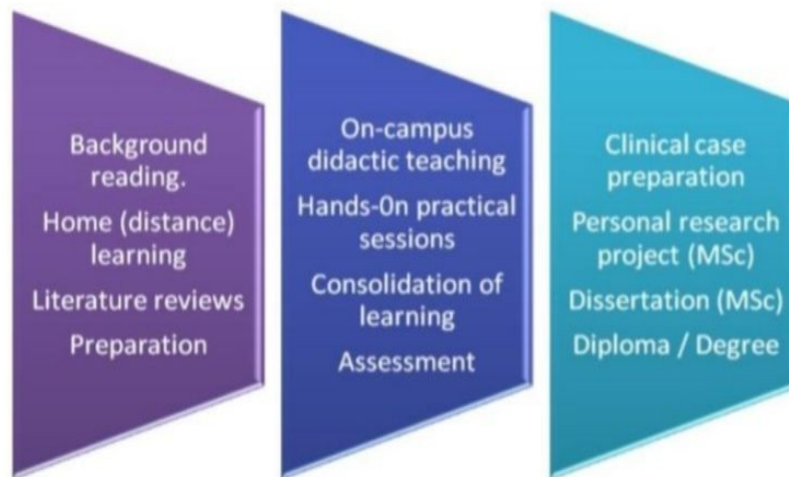 Background
reading.
Home (distance)
learning
Literature reviews
Preparation
On-campus
didactic teaching
Hands-0n practical
sessions
Consolidation of
learning
Assessment
Clinical case
preparation
Personal research
project (MSc)
Dissertation (MSc)
Diploma / Degree